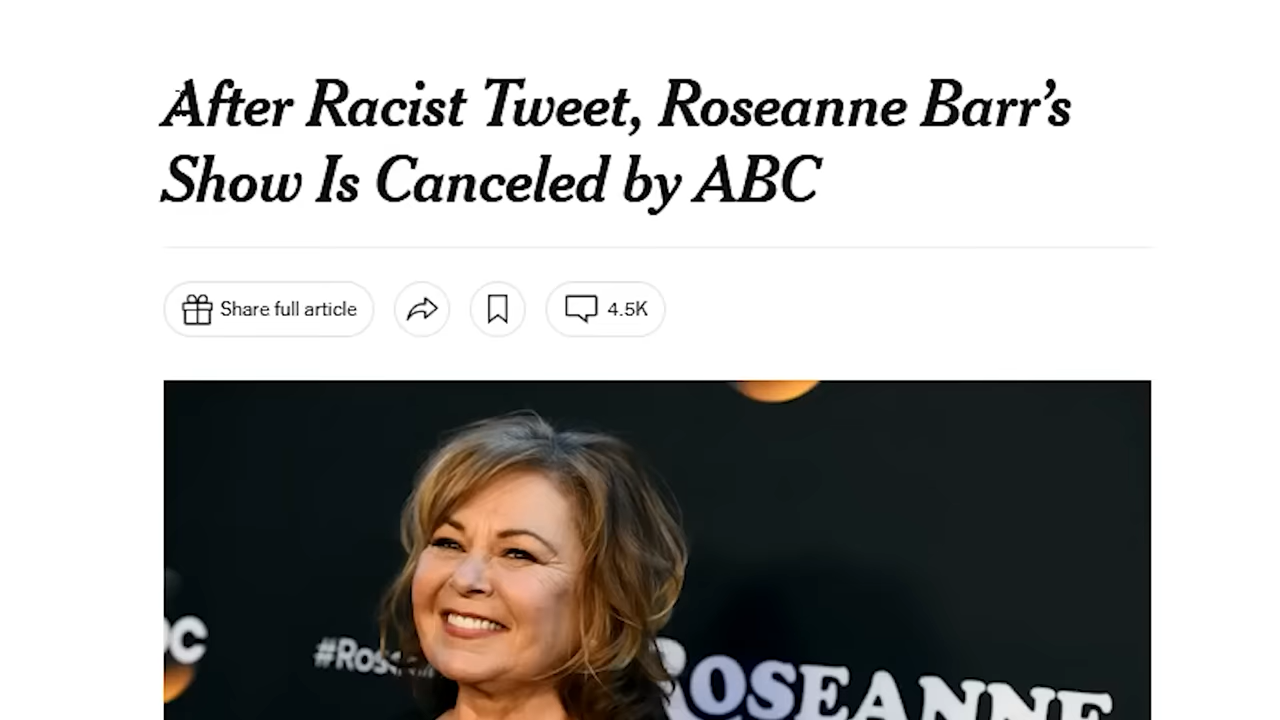 After Racist Tweet, Roseanne Barr’s
Show Is Canceled by ABC
Share full article
4.5K
#Ros
ROSEANNE